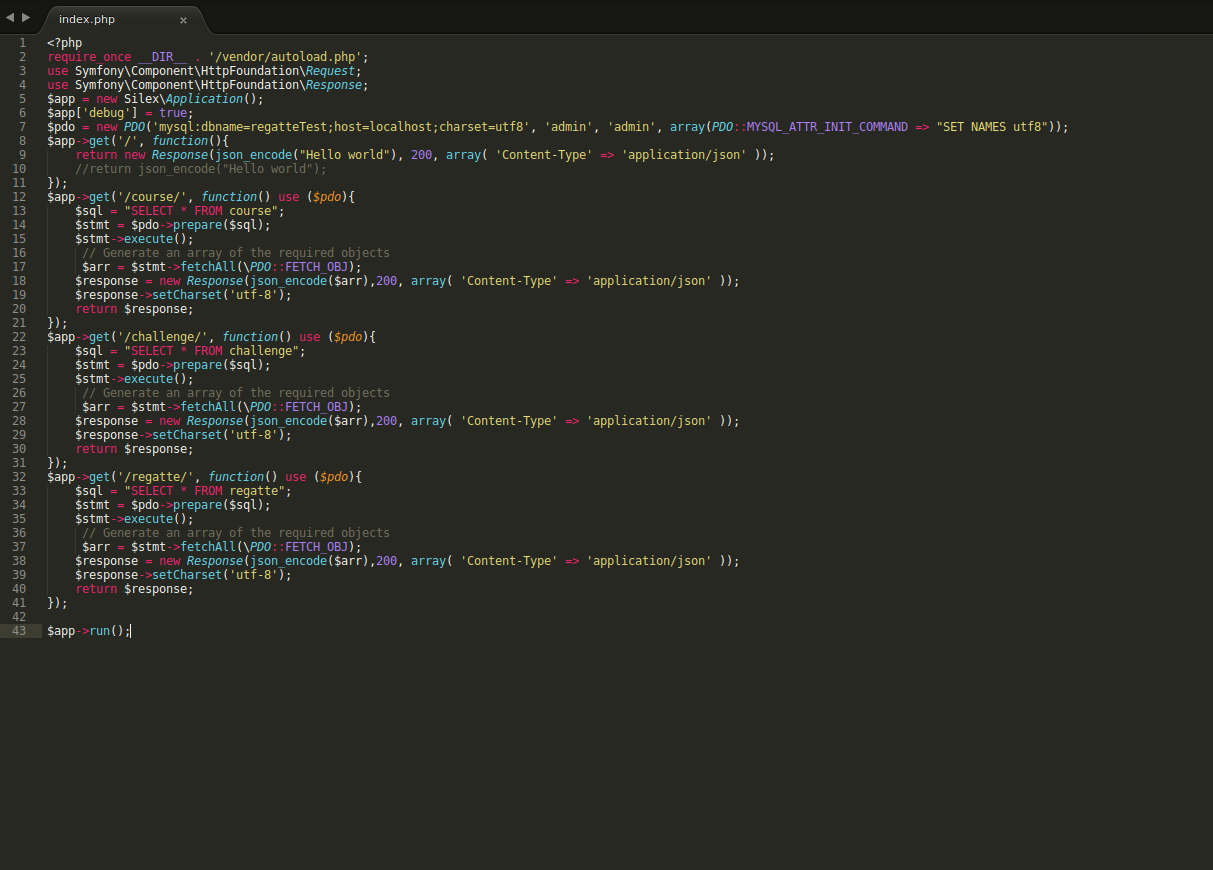 index.php ×
1 <?php
2 require_once __DIR__ . '/vendor/autoload.php';
3 use Symfony\Component\HttpFoundation\Request;
4 use Symfony\Component\HttpFoundation\Response;
5 $app = new Silex\Application();
6 $app['debug'] = true;
7 $pdo = new PDO('mysql:dbname=regatteTest;host=localhost;charset=utf8', 'admin', 'admin', array(PDO::MYSQL_ATTR_INIT_COMMAND => "SET NAMES utf8"));
8 $app->get('/', function(){
9     return new Response(json_encode("Hello world"), 200, array( 'Content-Type' => 'application/json' ));
10     //return json_encode("Hello world");
11 });
12 $app->get('/course/', function() use ($pdo){
13     $sql = "SELECT * FROM course";
14     $stmt = $pdo->prepare($sql);
15     $stmt->execute();
16      // Generate an array of the required objects
17      $arr = $stmt->fetchAll(\PDO::FETCH_OBJ);
18     $response = new Response(json_encode($arr),200, array( 'Content-Type' => 'application/json' ));
19     $response->setCharset('utf-8');
20     return $response;
21 });
22 $app->get('/challenge/', function() use ($pdo){
23     $sql = "SELECT * FROM challenge";
24     $stmt = $pdo->prepare($sql);
25     $stmt->execute();
26      // Generate an array of the required objects
27      $arr = $stmt->fetchAll(\PDO::FETCH_OBJ);
28     $response = new Response(json_encode($arr),200, array( 'Content-Type' => 'application/json' ));
29     $response->setCharset('utf-8');
30     return $response;
31 });
32 $app->get('/regatte/', function() use ($pdo){
33     $sql = "SELECT * FROM regatte";
34     $stmt = $pdo->prepare($sql);
35     $stmt->execute();
36      // Generate an array of the required objects
37      $arr = $stmt->fetchAll(\PDO::FETCH_OBJ);
38     $response = new Response(json_encode($arr),200, array( 'Content-Type' => 'application/json' ));
39     $response->setCharset('utf-8');
40     return $response;
41 });
42
43 $app->run();